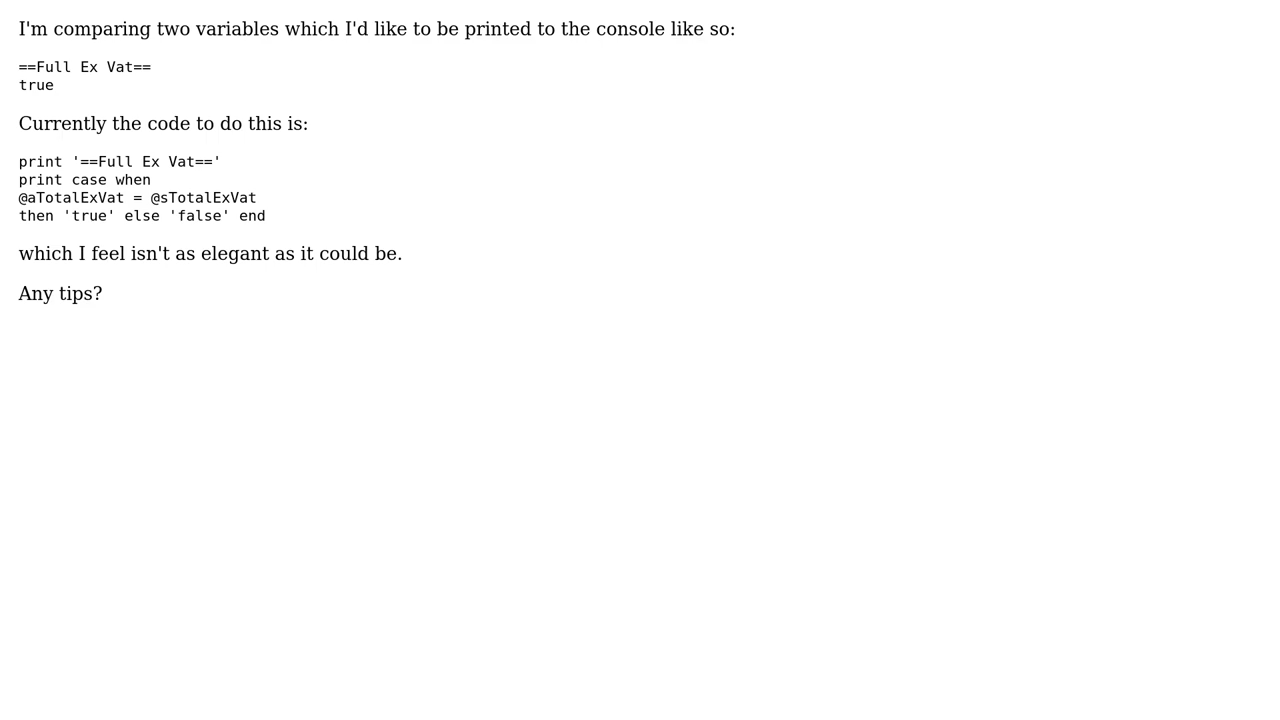 I'm comparing two variables which I'd like to be printed to the console like so:
==Full Ex Vat==
true
Currently the code to do this is:
print '==Full Ex Vat=='
print case when
@aTotalExVat = @sTotalExVat
then 'true' else 'false' end
which I feel isn't as elegant as it could be.
Any tips?